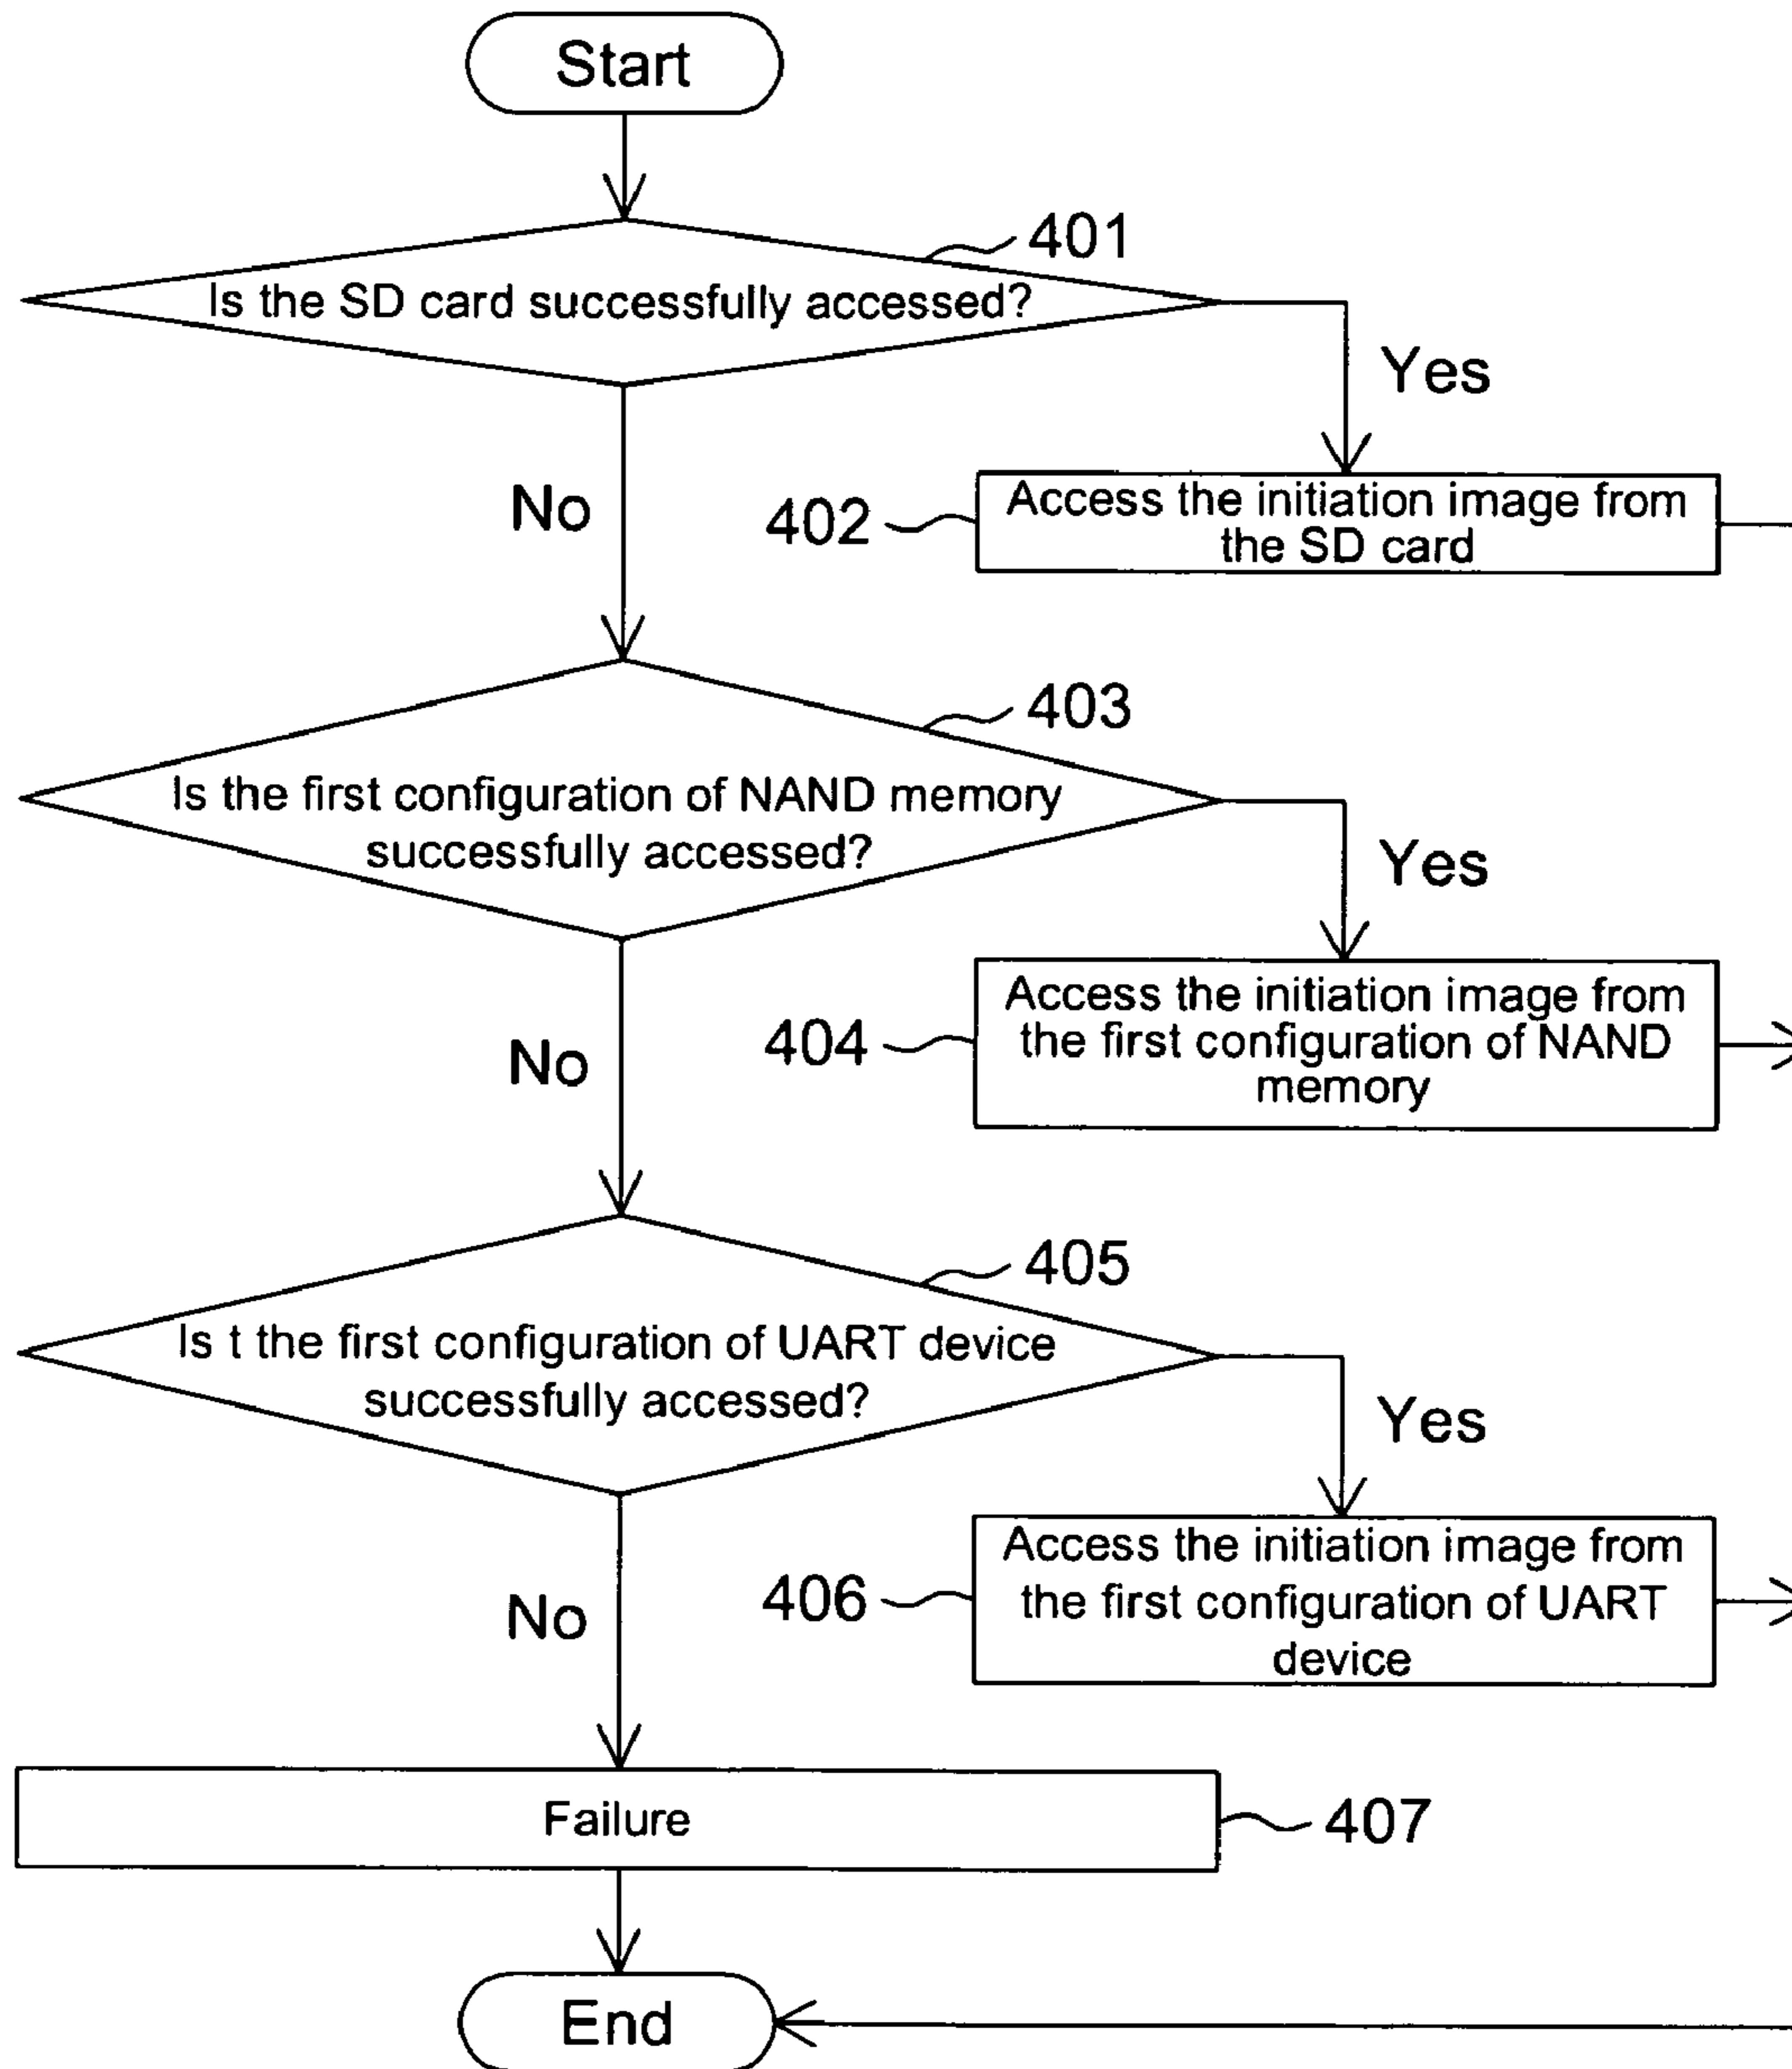 Start
401
Is the SD card successfully accessed?
Yes
No
402
Access the initiation image from
the SD card
403
Is the first configuration of NAND memory
successfully accessed?
Yes
No
404
Access the initiation image from
the first configuration of NAND
memory
405
Is t the first configuration of UART device
successfully accessed?
Yes
No
406
Access the initiation image from
the first configuration of UART
device
Failure
407
End